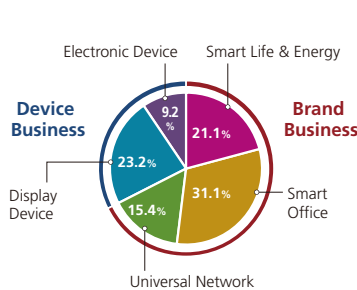 Electronic Device
Smart Life & Energy
Device
Business
9.2
%
21.1%
Brand
Business
23.2%
31.1%
15.4%
Display
Device
Smart
Office
Universal Network